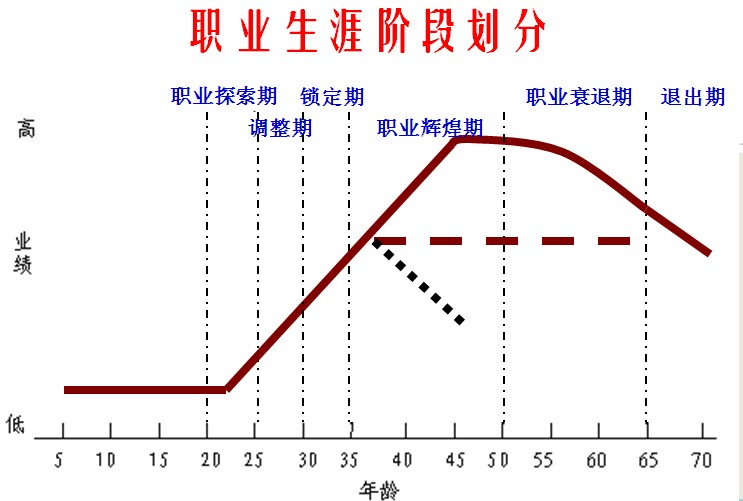 职业生涯阶段划分
职业探索期 锁定期 职业衰退期 退出期
高 调整期 职业辉煌期
业绩
低
5 10 15 20 25 30 35 40 45 50 55 60 65 70
年龄